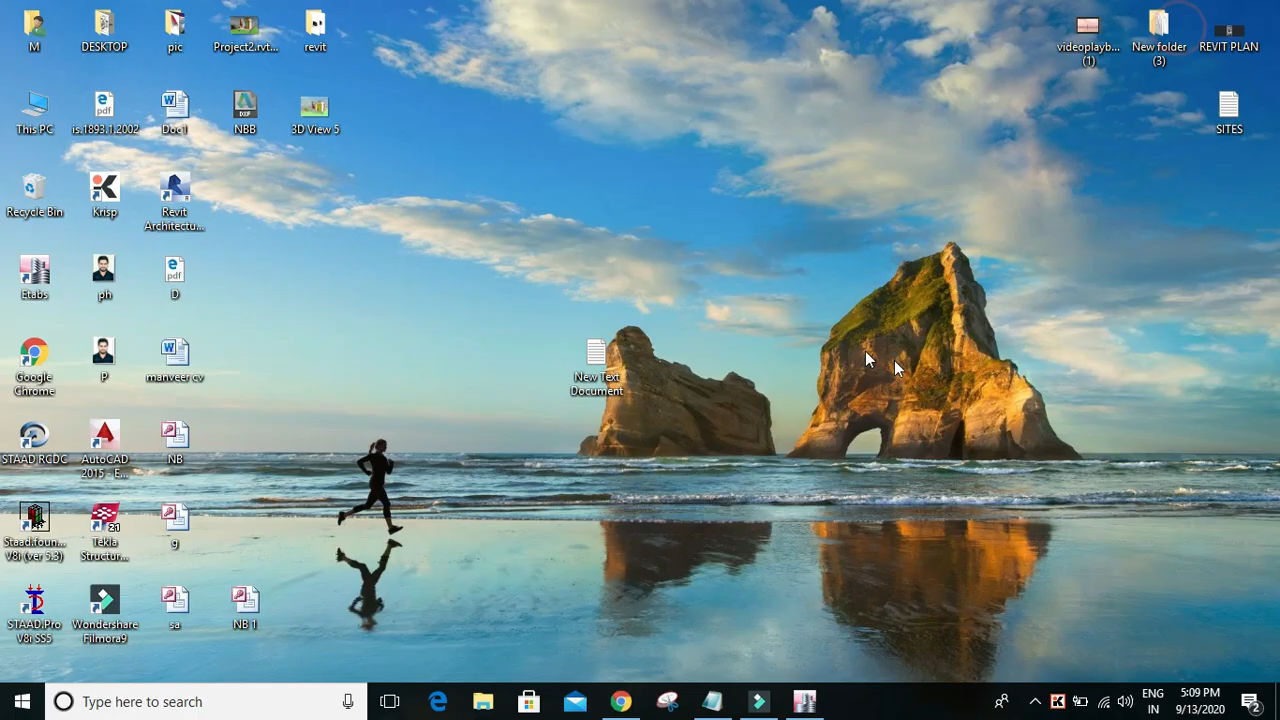 M
DESKTOP
pic
Project2.rvt...
revit
videoplayb...
(1)
New folder
(3)
REVIT PLAN
This PC
is.1893.1.2002
Doc1
NBB
3D View 5
SITES
Recycle Bin
Krisp
Revit
Architectu...
Etabs
ph
D
Google
Chrome
P
manveer cv
New Text
Document
STAAD RCDC
AutoCAD
2015 - E...
NB
Staad.foun...
V8i (ver 5.3)
Tekla
Structur...
g
STAAD.Pro
V8i SS5
Wondershare
Filmora9
sa
NB 1
Type here to search
ENG
IN
5:09 PM
9/13/2020
2